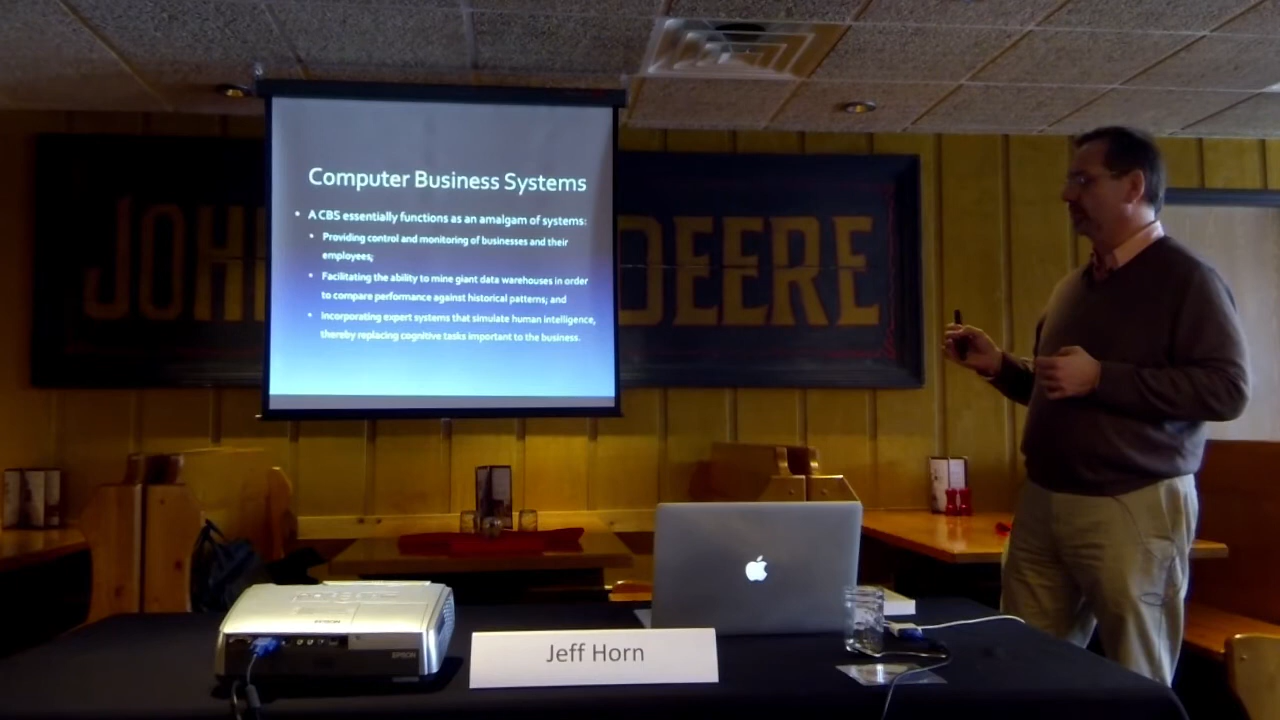 Computer Business Systems
• A CBS essentially functions as an amalgam of systems:
• Providing control and monitoring of businesses and their
employees;
• Facilitating the ability to mine giant data warehouses in order
to compare performance against historical patterns; and
• Incorporating expert systems that simulate human intelligence,
thereby replacing cognitive tasks important to the business.
JOH DEERE
EPSON
EPSON
Jeff Horn